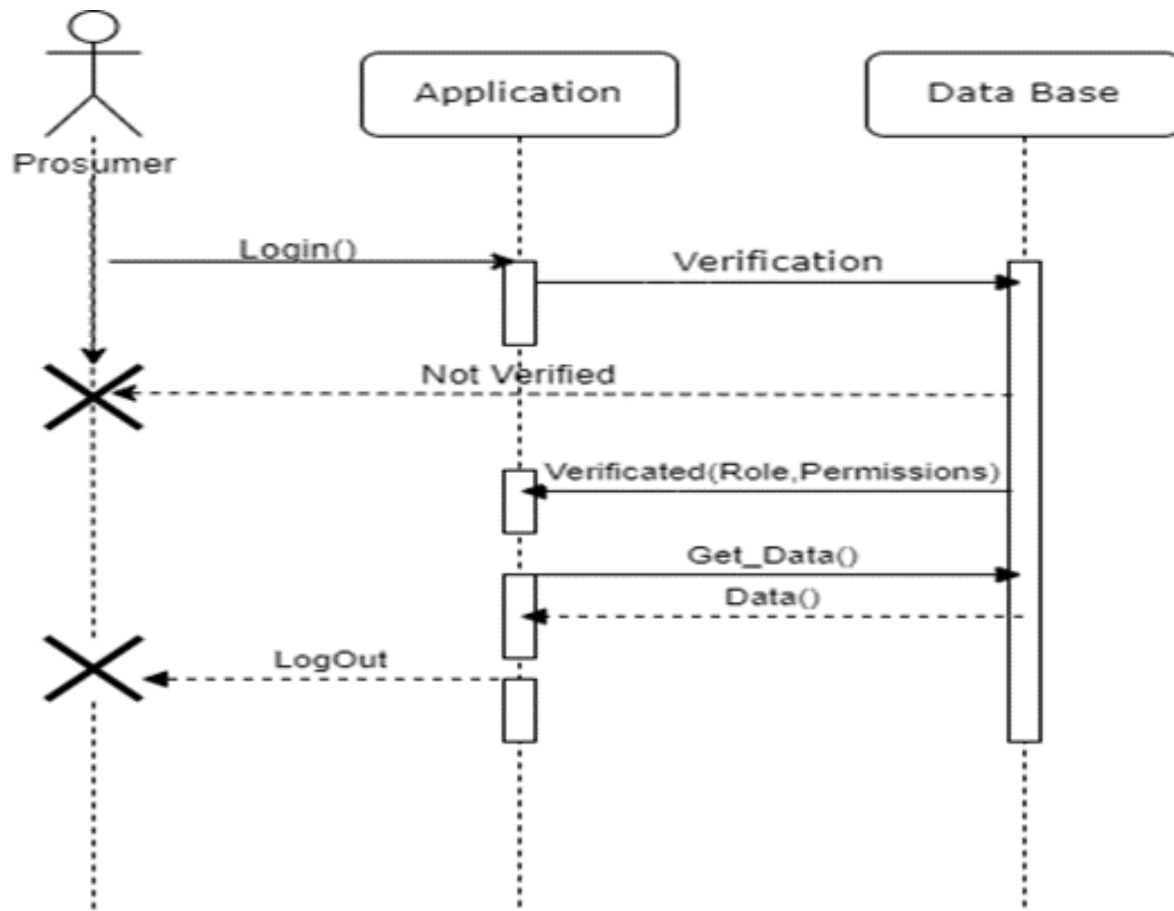 Application
Data Base
Prosumer
Login()
Verification
Not Verified
Verificated(Role,Permissions)
Get_Data()
Data()
LogOut